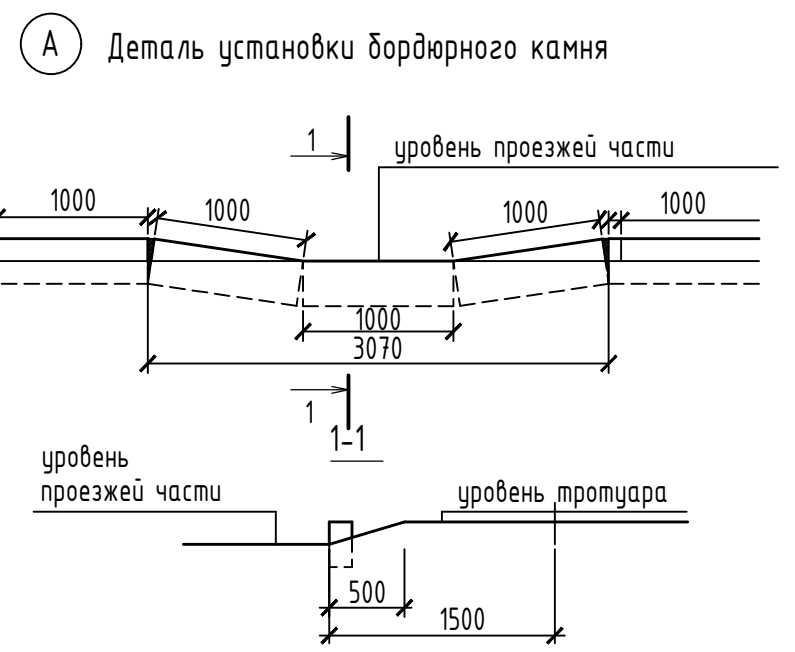 А Деталь установки бордюрного камня
1
уровень проезжей части
1000
1000
1000
1000
1000
3070
1
1-1
уровень
проезжей части
уровень тротуара
500
1500